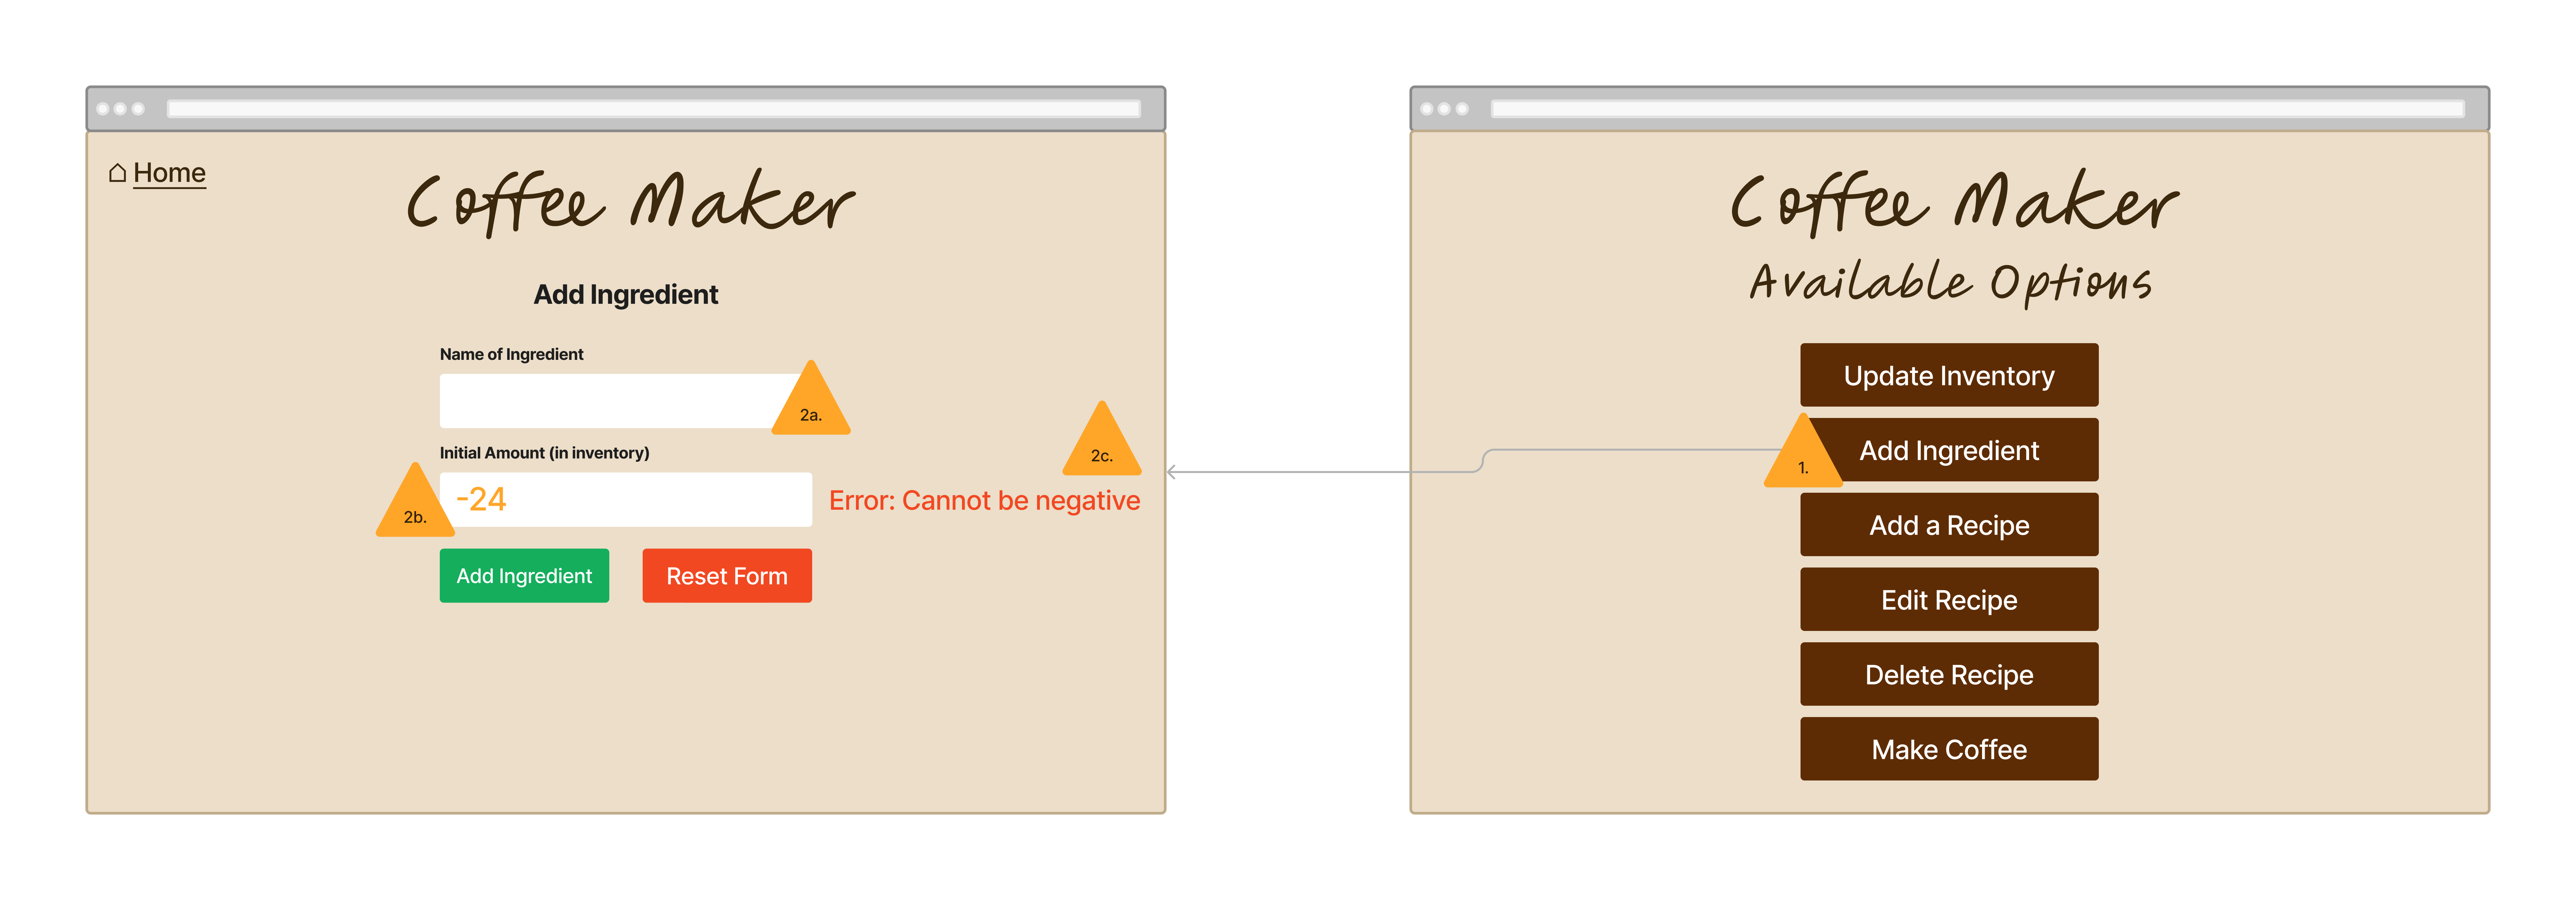 Home
Coffee Maker
Add Ingredient
Name of Ingredient
2a.
2c.
Initial Amount (in inventory)
2b.
-24
Error: Cannot be negative
Add Ingredient
Reset Form
Coffee Maker
Available Options
Update Inventory
1.
Add Ingredient
Add a Recipe
Edit Recipe
Delete Recipe
Make Coffee